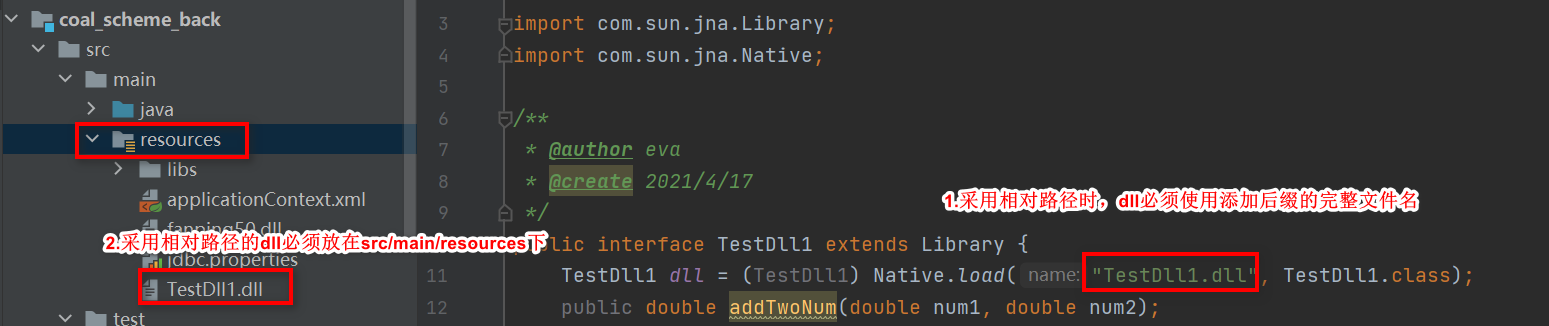 coal_scheme_back
src
main
java
resources
libs
applicationContext.xml
fanping50.dll
2.采用相对路径的dll必须放在src/main/resources下
jdbc.properties
TestDll1.dll
test
3 import com.sun.jna.Library;
4 import com.sun.jna.Native;
5
6 /**
7 * @author eva
8 * @create 2021/4/17
1.采用相对路径时，dll必须使用添加后缀的完整文件名
9 */
public interface TestDll1 extends Library {
11 TestDll1 dll = (TestDll1) Native.load( name: "TestDll1.dll", TestDll1.class);
12 public double addTwoNum(double num1, double num2);